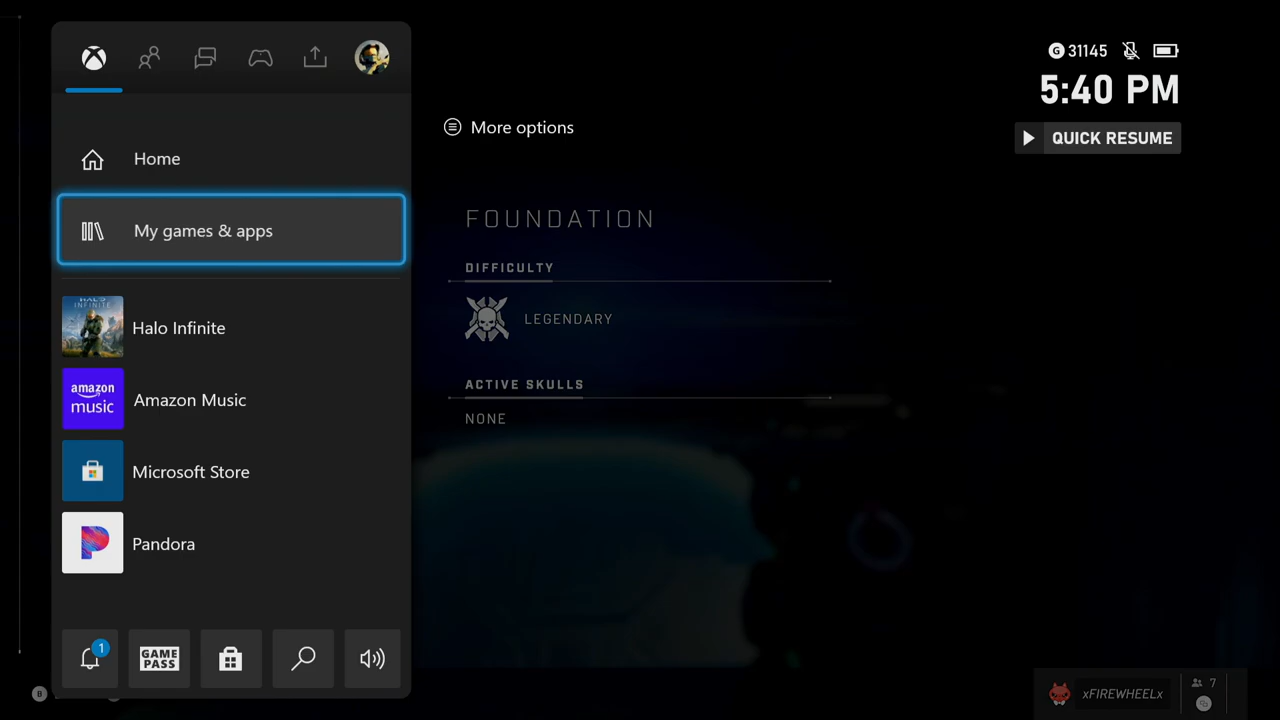 Home
My games & apps
HALO
INFINITE
Halo Infinite
amazon
music
Amazon Music
Microsoft Store
Pandora
1
GAME
PASS
More options
FOUNDATION
DIFFICULTY
LEGENDARY
ACTIVE SKULLS
NONE
G 31145
5:40 PM
QUICK RESUME
B
xFIREWHEELx
7